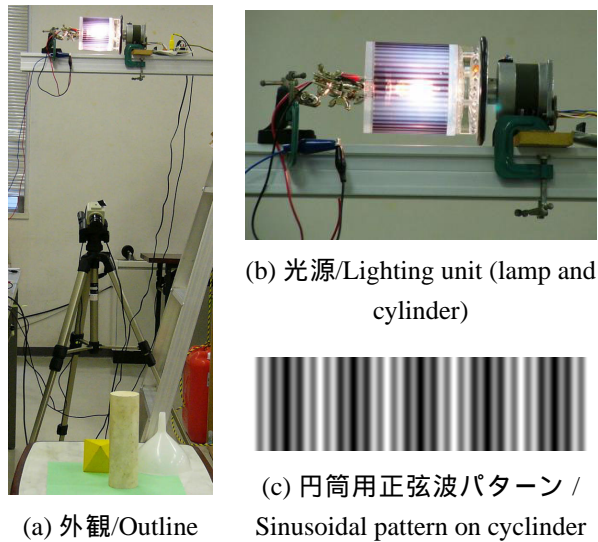 (a) 外観/Outline
(b) 光源/Lighting unit (lamp and
cylinder)
(c) 円筒用正弦波パターン /
Sinusoidal pattern on cyclinder